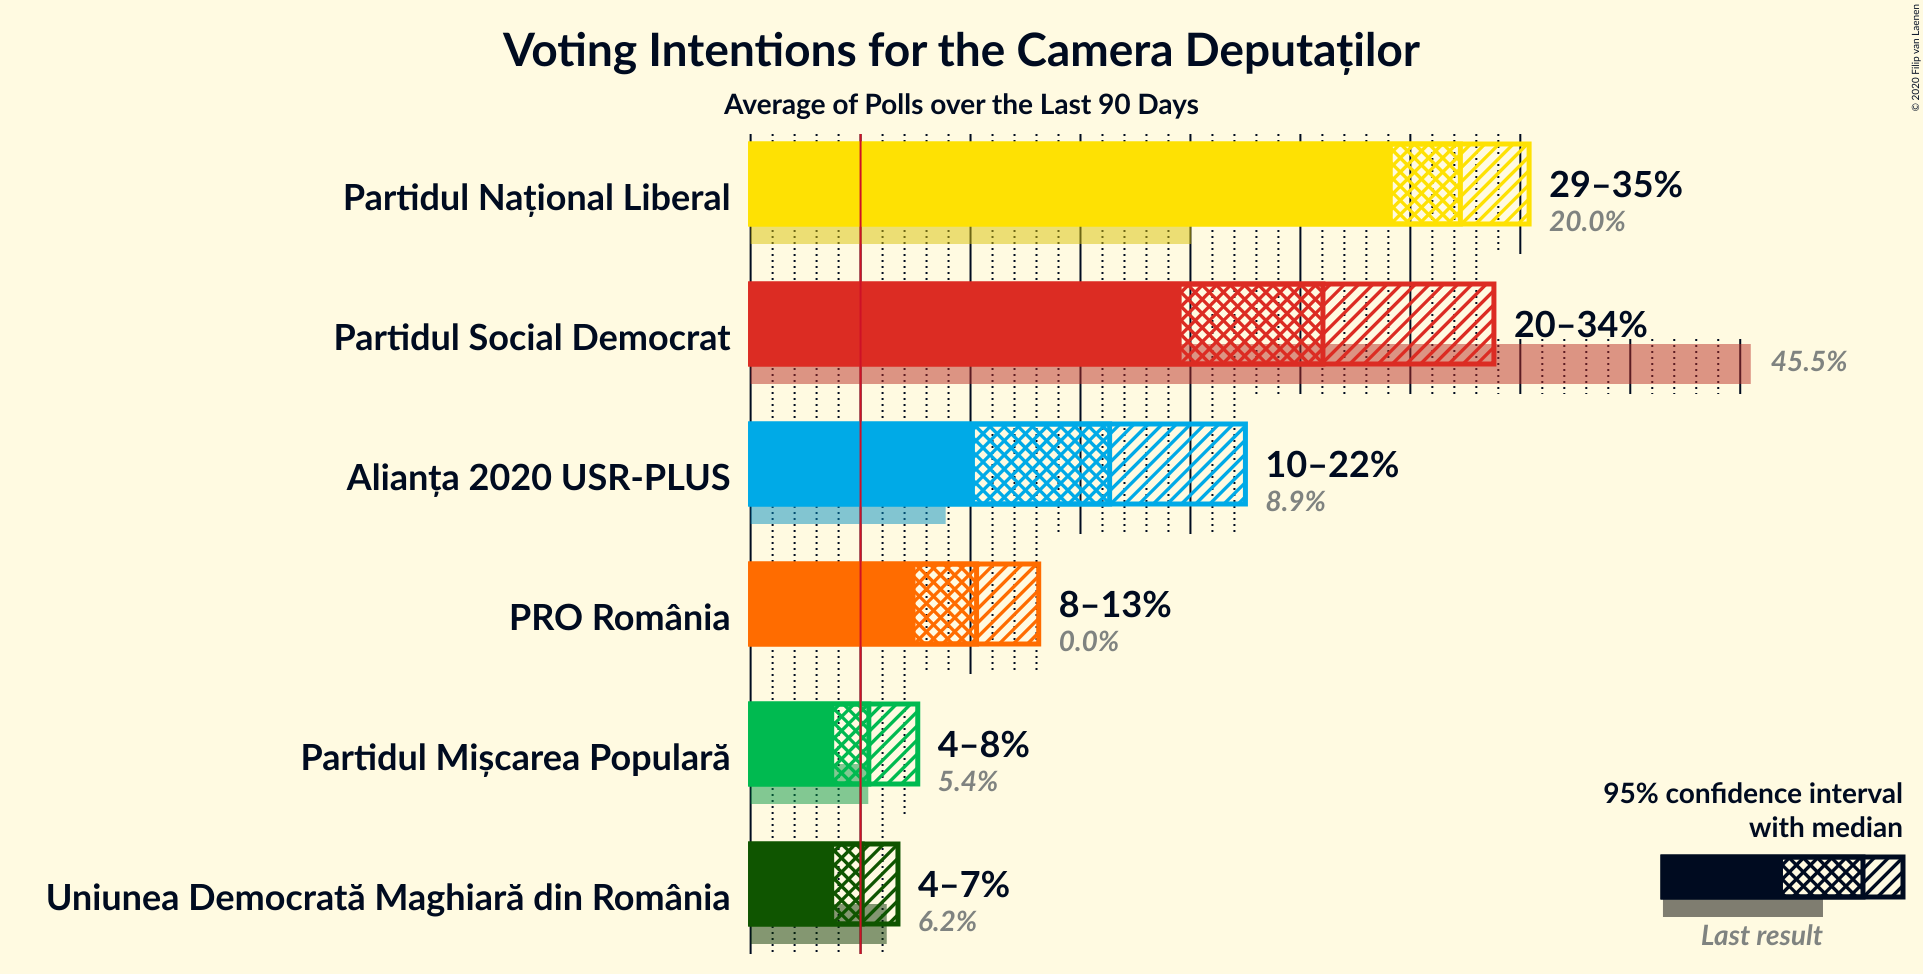 Voting Intentions for the Camera Deputaților
Average of Polls over the Last 90 Days
© 2020 Filip van Laenen
Partidul Național Liberal
29–35%
20.0%
Partidul Social Democrat
20–34%
45.5%
Alianța 2020 USR-PLUS
10–22%
8.9%
PRO România
8–13%
0.0%
Partidul Mișcarea Populară
4–8%
5.4%
Uniunea Democrată Maghiară din România
4–7%
6.2%
95% confidence interval
with median
Last result